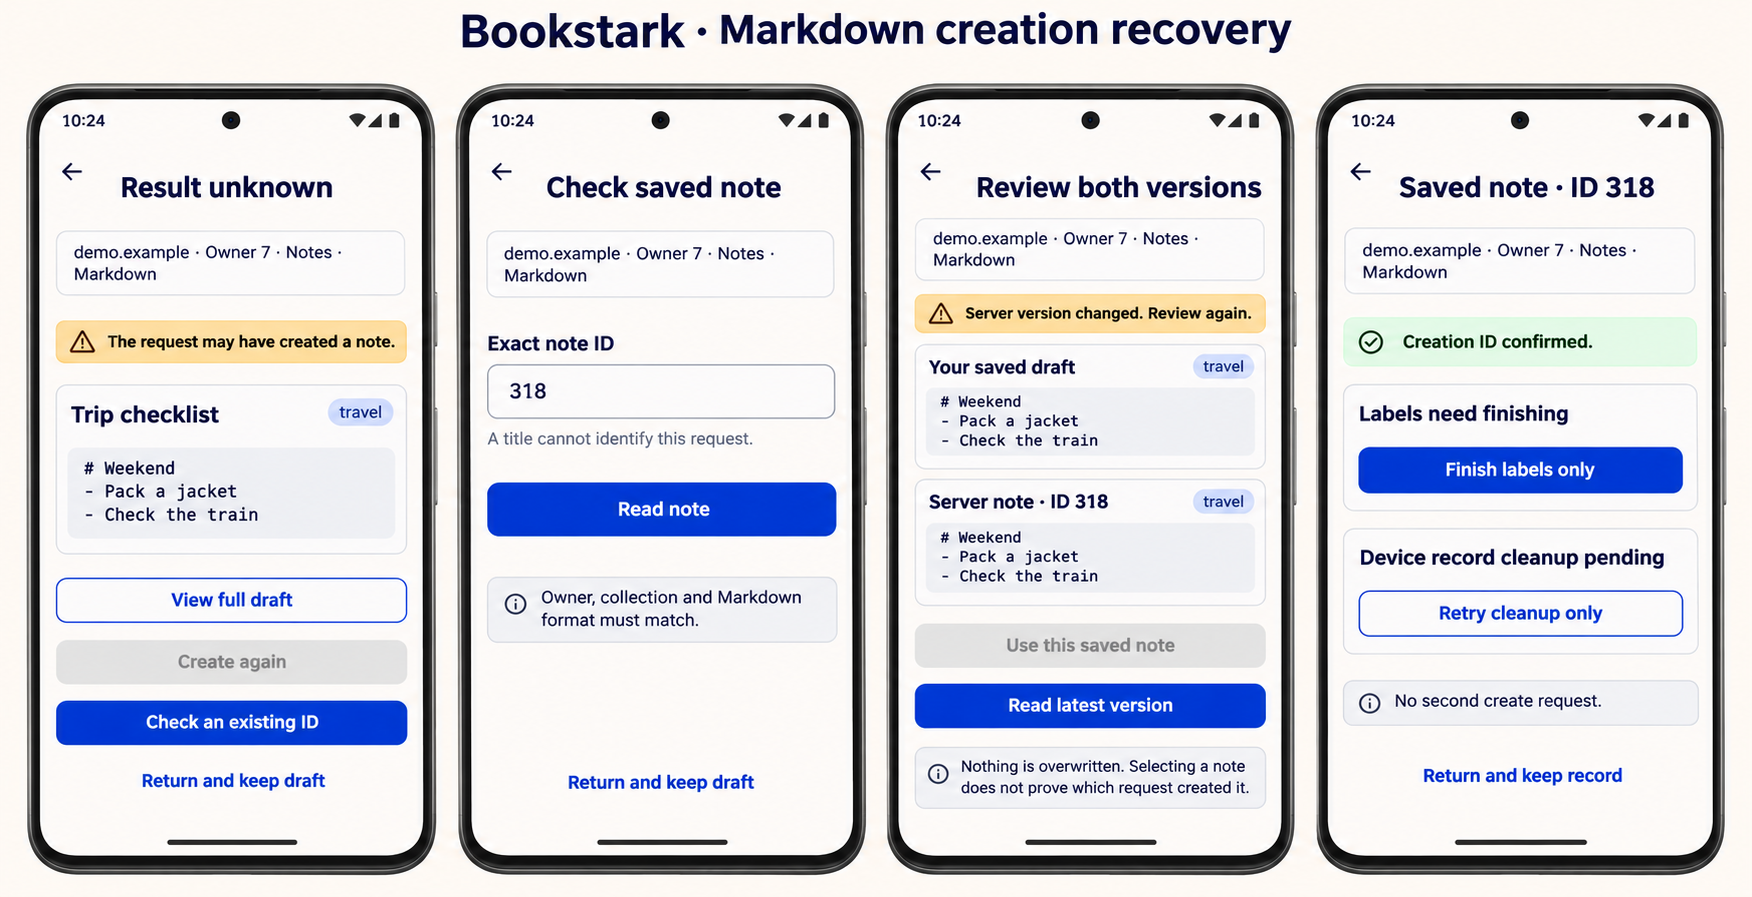 Bookstark · Markdown creation recovery
10:24
Result unknown
demo.example · Owner 7 · Notes ·
Markdown
The request may have created a note.
Trip checklist
travel
# Weekend
- Pack a jacket
- Check the train
View full draft
Create again
Check an existing ID
Return and keep draft
10:24
Check saved note
demo.example · Owner 7 · Notes ·
Markdown
Exact note ID
318
A title cannot identify this request.
Read note
Owner, collection and Markdown
format must match.
Return and keep draft
10:24
Review both versions
demo.example · Owner 7 · Notes ·
Markdown
Server version changed. Review again.
Your saved draft
travel
# Weekend
- Pack a jacket
- Check the train
Server note · ID 318
travel
# Weekend
- Pack a jacket
- Check the train
Use this saved note
Read latest version
Nothing is overwritten. Selecting a note
does not prove which request created it.
10:24
Saved note · ID 318
demo.example · Owner 7 · Notes ·
Markdown
Creation ID confirmed.
Labels need finishing
Finish labels only
Device record cleanup pending
Retry cleanup only
No second create request.
Return and keep record